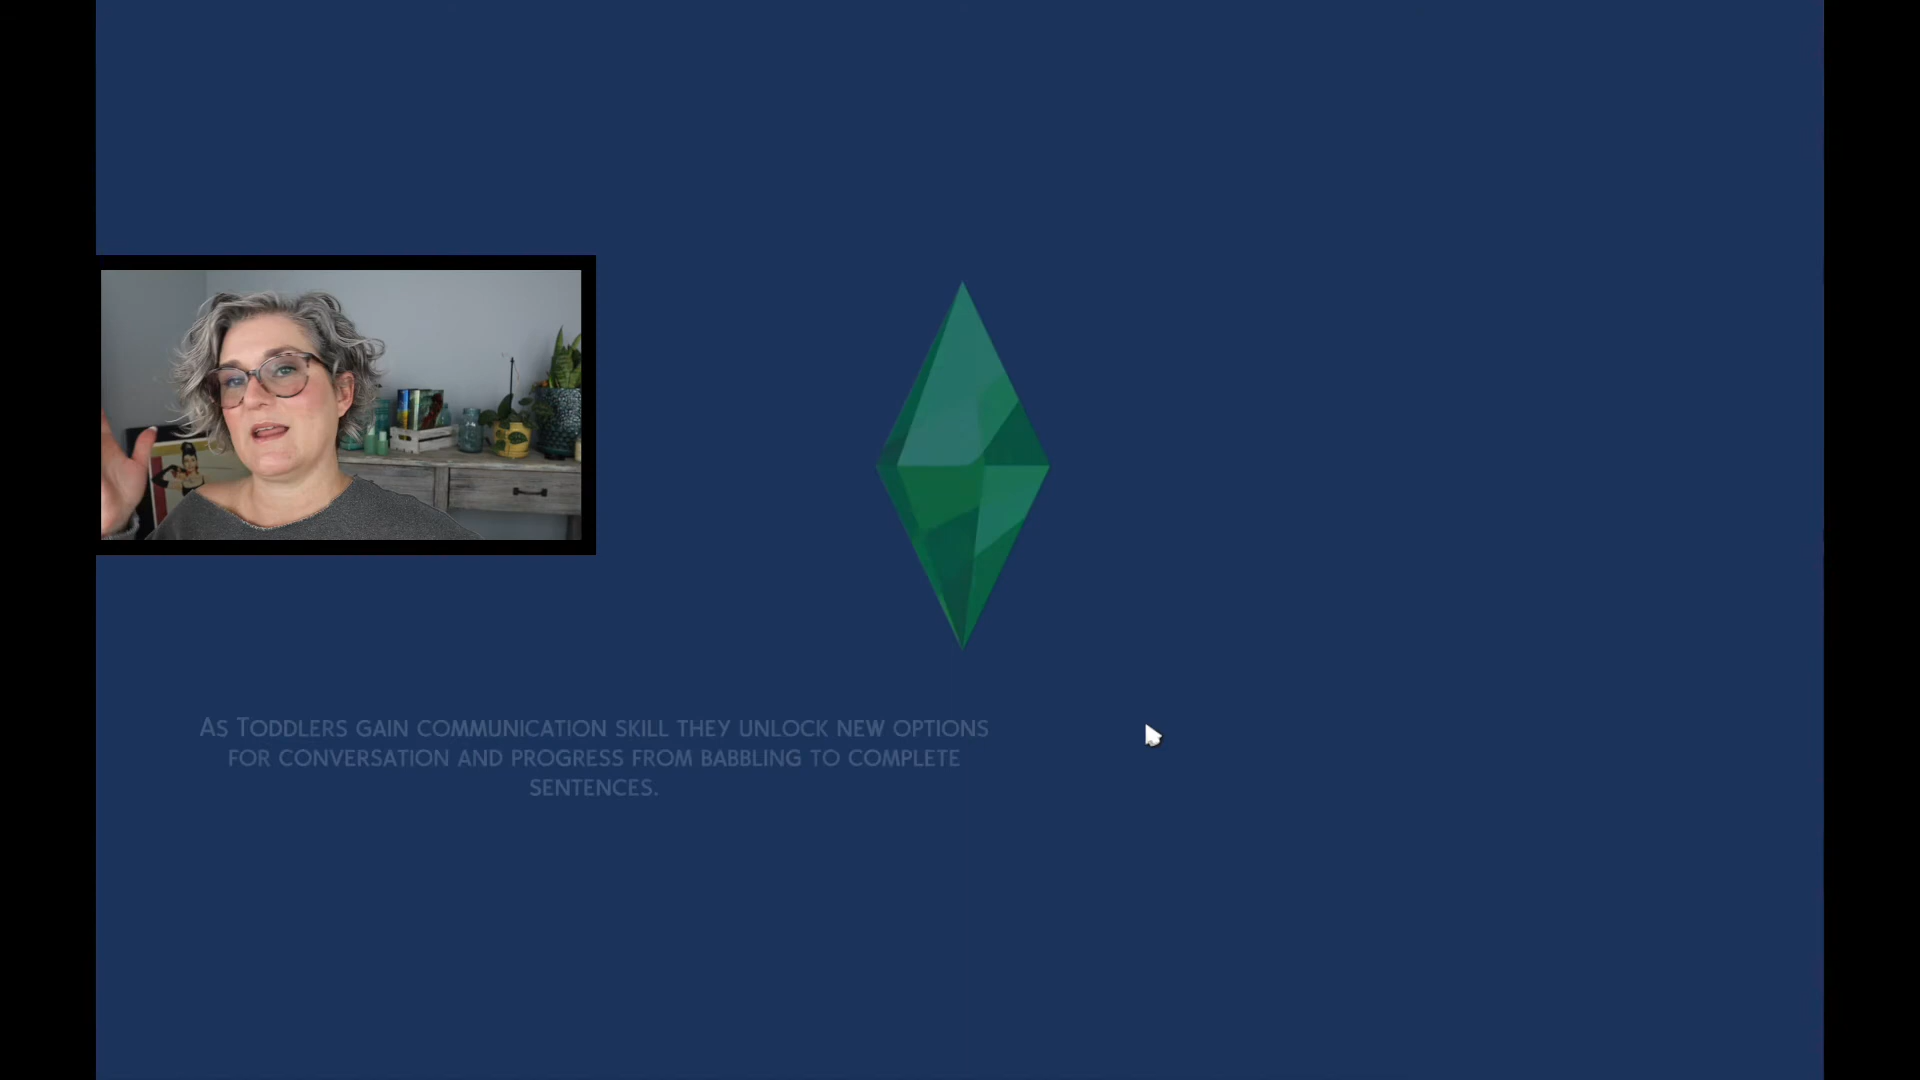 As Toddlers gain communication skill they unlock new options
for conversation and progress from babbling to complete
sentences.